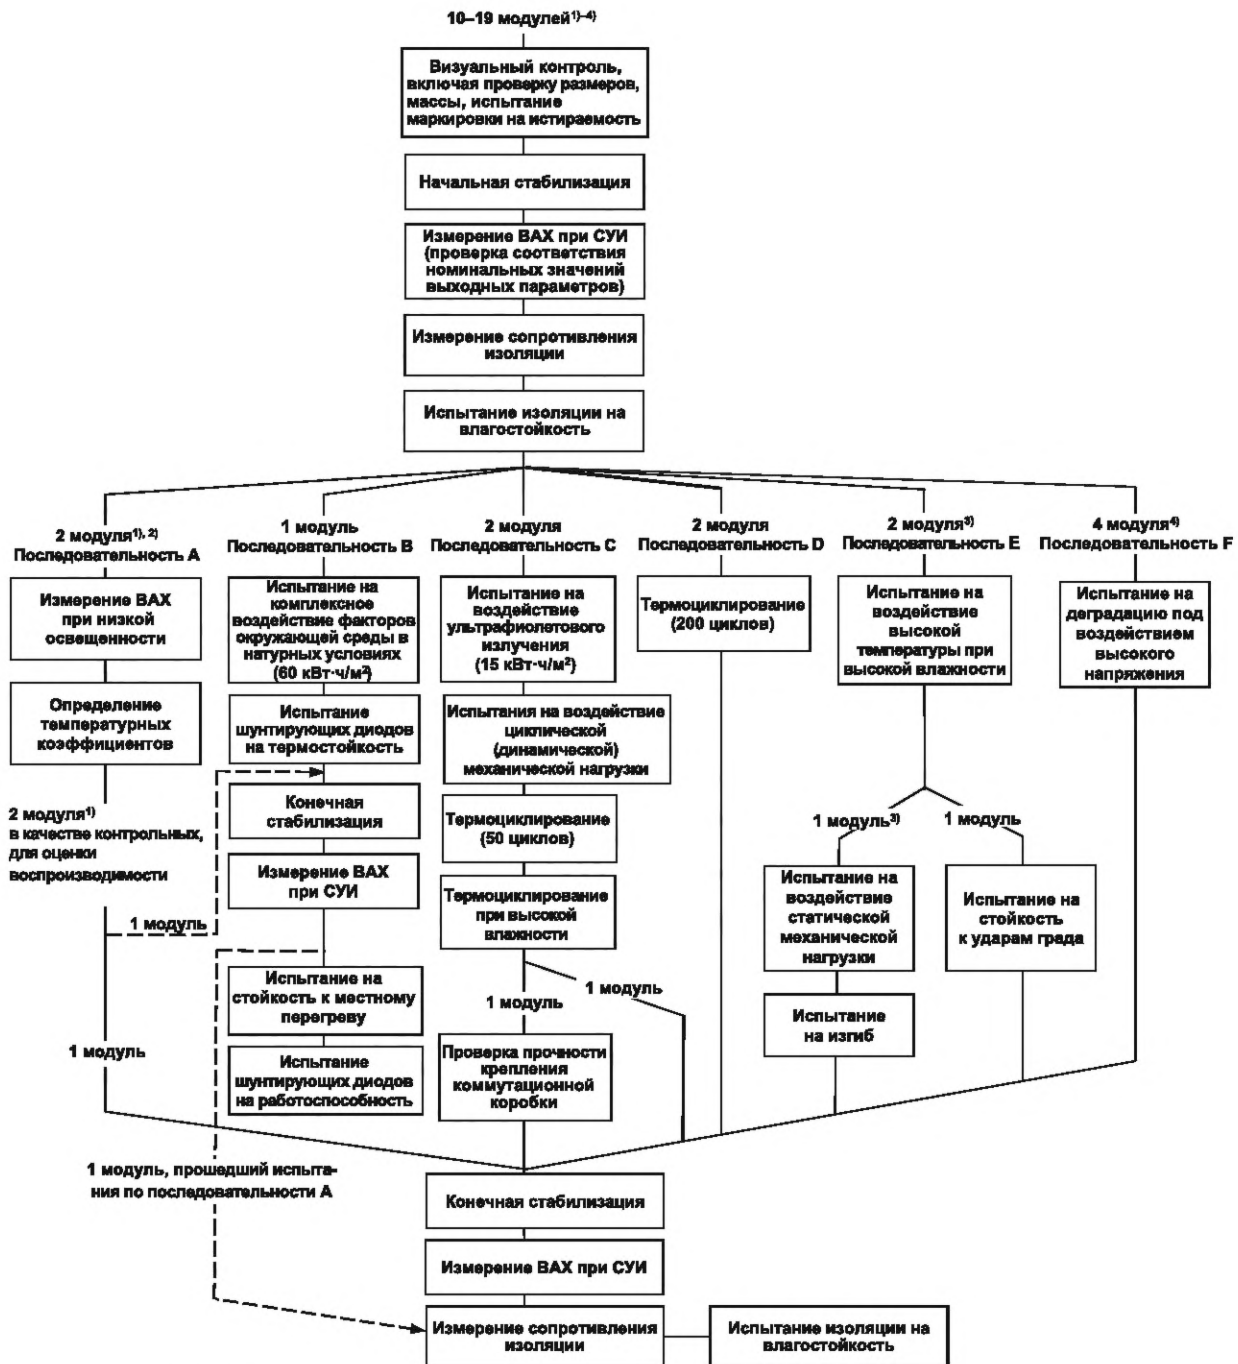 10–19 модулей1)–4)
Визуальный контроль,
включая проверку размеров,
массы, испытание
маркировки на истираемость
Начальная стабилизация
Измерение ВАХ при СУИ
(проверка соответствия
номинальных значений
выходных параметров)
Измерение сопротивления
изоляции
Испытание изоляции на
влагостойкость
2 модуля1), 2)
Последовательность A
Измерение ВАХ
при низкой
освещенности
Определение
температурных
коэффициентов
2 модуля1)
в качестве контрольных,
для оценки
воспроизводимости
1 модуль
1 модуль
1 модуль, прошедший испыта-
ния по последовательности A
1 модуль
Последовательность B
Испытание на
комплексное
воздействие факторов
окружающей среды в
натурных условиях
(60 кВт·ч/м2)
Испытание
шунтирующих диодов
на термостойкость
Конечная
стабилизация
Измерение ВАХ
при СУИ
Испытание на
стойкость к местному
перегреву
Испытание
шунтирующих диодов
на работоспособность
2 модуля
Последовательность C
Испытание на
воздействие
ультрафиолетового
излучения
(15 кВт·ч/м2)
Испытания на воздействие
циклической
(динамической)
механической нагрузки
Термоциклирование
(50 циклов)
Термоциклирование
при высокой
влажности
1 модуль
1 модуль
Проверка прочности
крепления
коммутационной
коробки
2 модуля
Последовательность D
Термоциклирование
(200 циклов)
2 модуля3)
Последовательность E
Испытание на
воздействие
высокой
температуры при
высокой влажности
1 модуль3)
1 модуль
Испытание на
воздействие
статической
механической
нагрузки
Испытание
на изгиб
Испытание на
стойкость
к ударам града
4 модуля4)
Последовательность F
Испытание на
деградацию под
воздействием
высокого
напряжения
Конечная стабилизация
Измерение ВАХ при СУИ
Измерение сопротивления
изоляции
Испытание изоляции на
влагостойкость